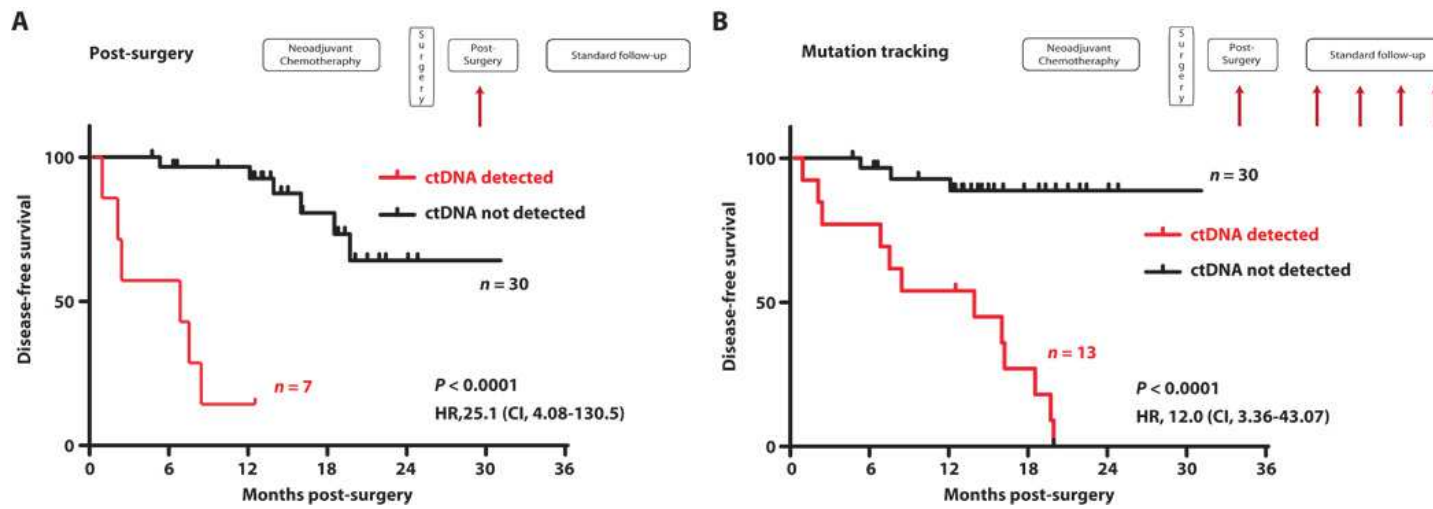 A
Post-surgery
Neoadjuvant
Chemotheraphy
Surgery
Post-
Surgery
Standard follow-up
100
50
0
Disease-free survival
ctDNA detected
ctDNA not detected
n = 30
n = 7
P < 0.0001
HR,25.1 (CI, 4.08-130.5)
0 6 12 18 24 30 36
Months post-surgery
B
Mutation tracking
Neoadjuvant
Chemotheraphy
Surgery
Post-
Surgery
Standard follow-up
100
50
0
Disease-free survival
n = 30
ctDNA detected
ctDNA not detected
n = 13
P < 0.0001
HR, 12.0 (CI, 3.36-43.07)
0 6 12 18 24 30 36
Months post-surgery